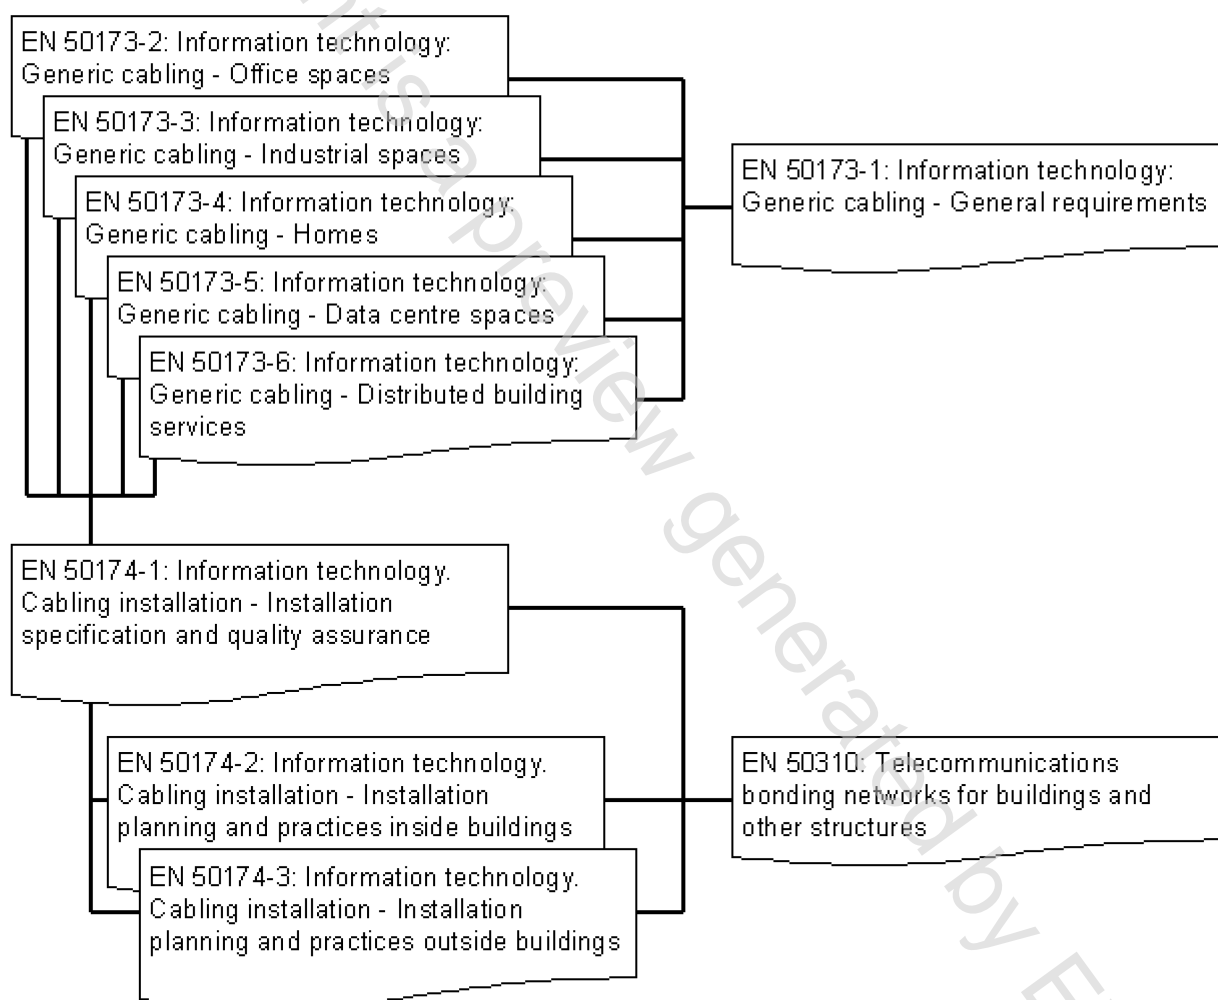 EN 50173-2: Information technology:
Generic cabling - Office spaces
EN 50173-3: Information technology:
Generic cabling - Industrial spaces
EN 50173-4: Information technology:
Generic cabling - Homes
EN 50173-5: Information technology:
Generic cabling - Data centre spaces
EN 50173-6: Information technology:
Generic cabling - Distributed building
services
EN 50173-1: Information technology:
Generic cabling - General requirements
EN 50174-1: Information technology.
Cabling installation - Installation
specification and quality assurance
EN 50174-2: Information technology.
Cabling installation - Installation
planning and practices inside buildings
EN 50174-3: Information technology.
Cabling installation - Installation
planning and practices outside buildings
EN 50310: Telecommunications
bonding networks for buildings and
other structures
is a preview generated by